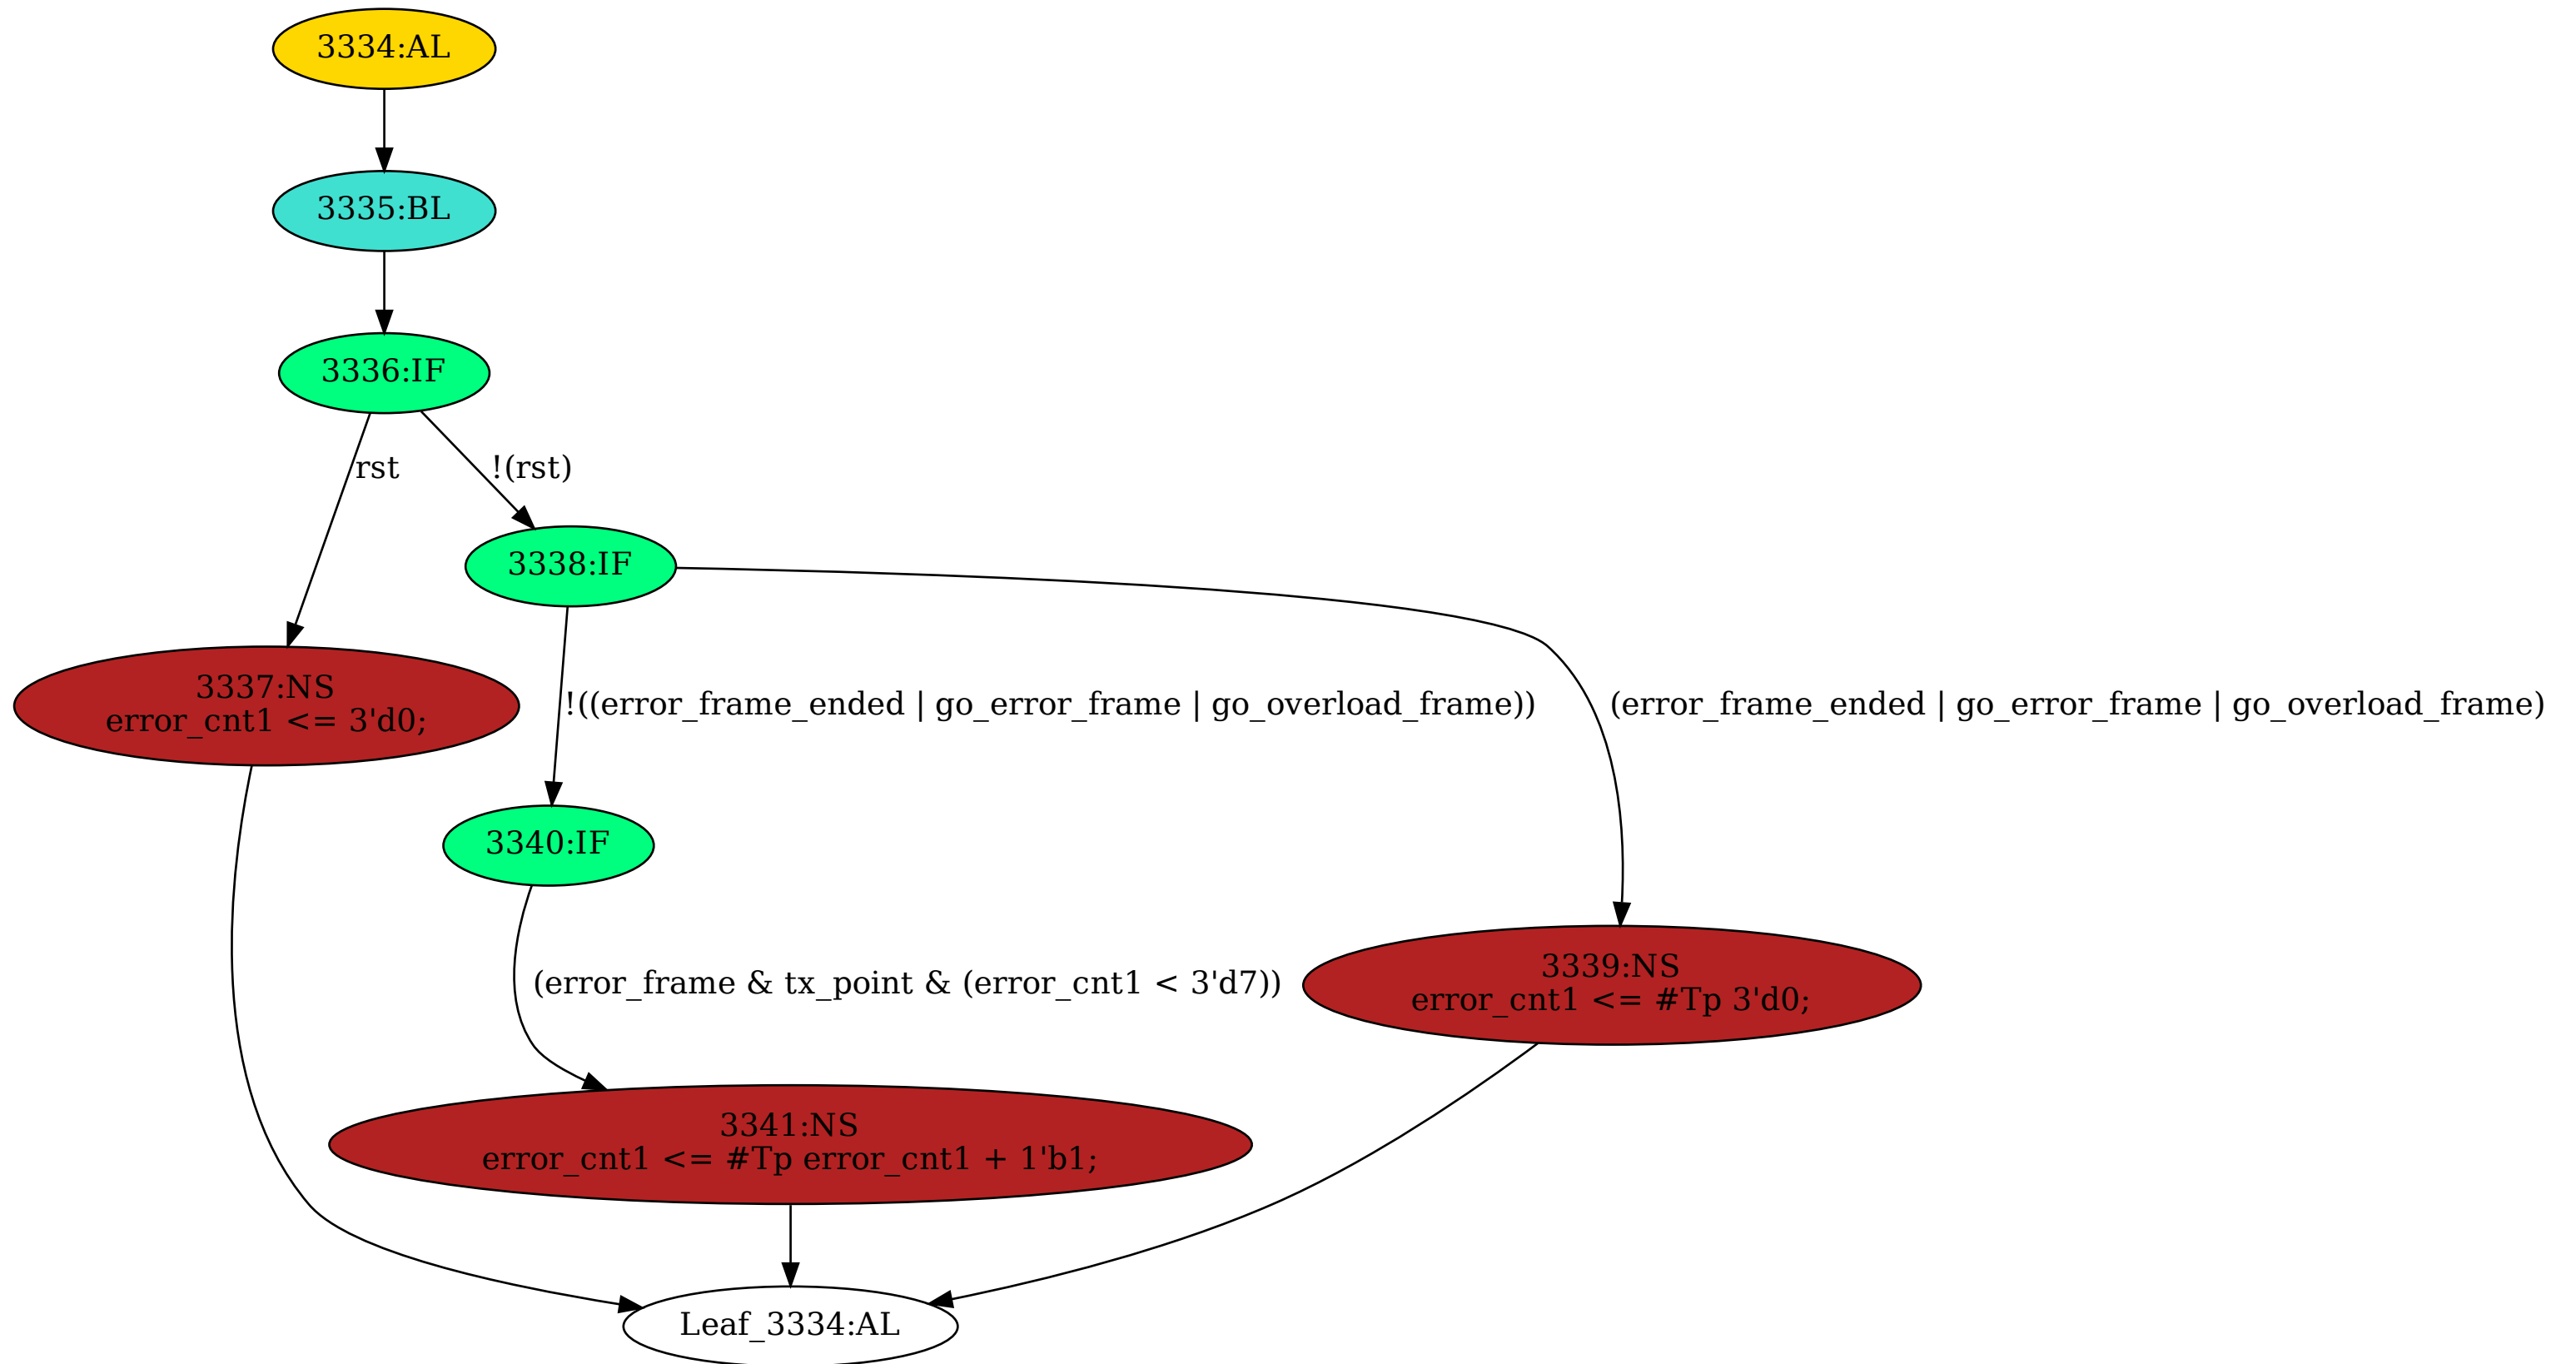 3334:AL
3335:BL
3336:IF
rst
!(rst)
3338:IF
3337:NS
error_cnt1 <= 3'd0;
!((error_frame_ended | go_error_frame | go_overload_frame))
(error_frame_ended | go_error_frame | go_overload_frame)
3340:IF
(error_frame & tx_point & (error_cnt1 < 3'd7))
3339:NS
error_cnt1 <= #Tp 3'd0;
3341:NS
error_cnt1 <= #Tp error_cnt1 + 1'b1;
Leaf_3334:AL